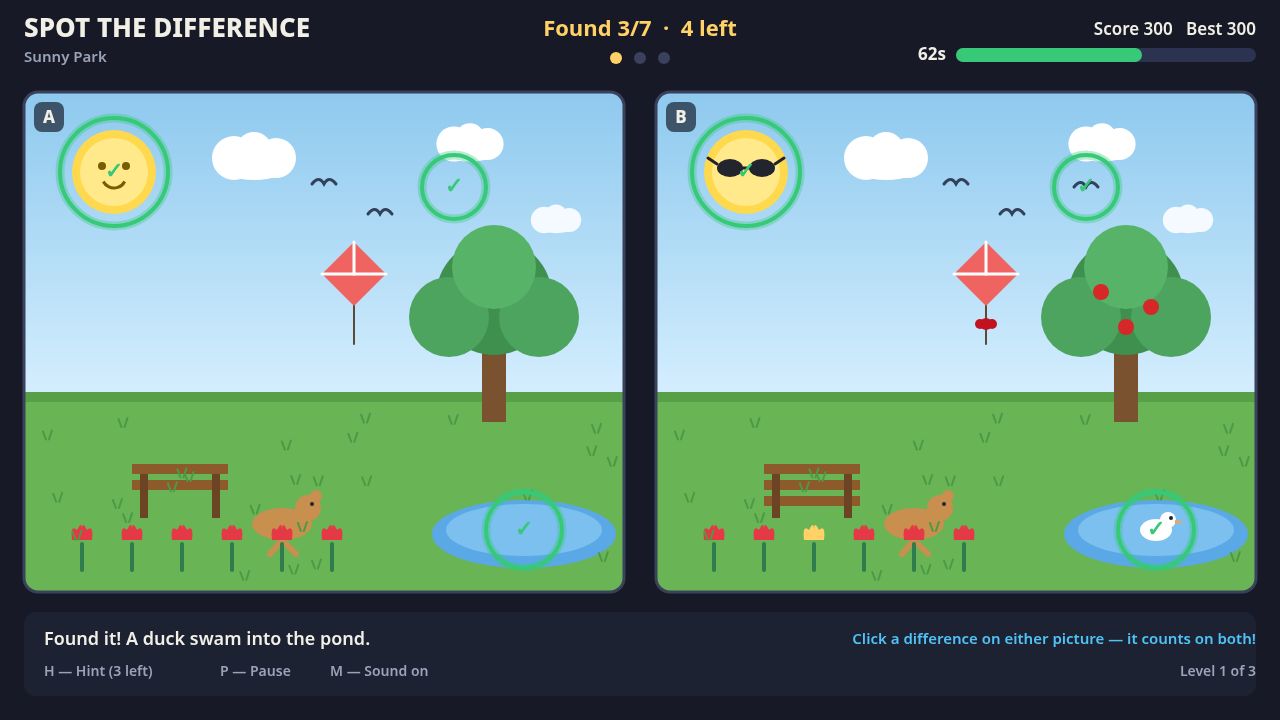 SPOT THE DIFFERENCE
Sunny Park
Found 3/7 · 4 left
Score 300 Best 300
62s
A
B
Found it! A duck swam into the pond.
Click a difference on either picture — it counts on both!
H — Hint (3 left) P — Pause M — Sound on
Level 1 of 3